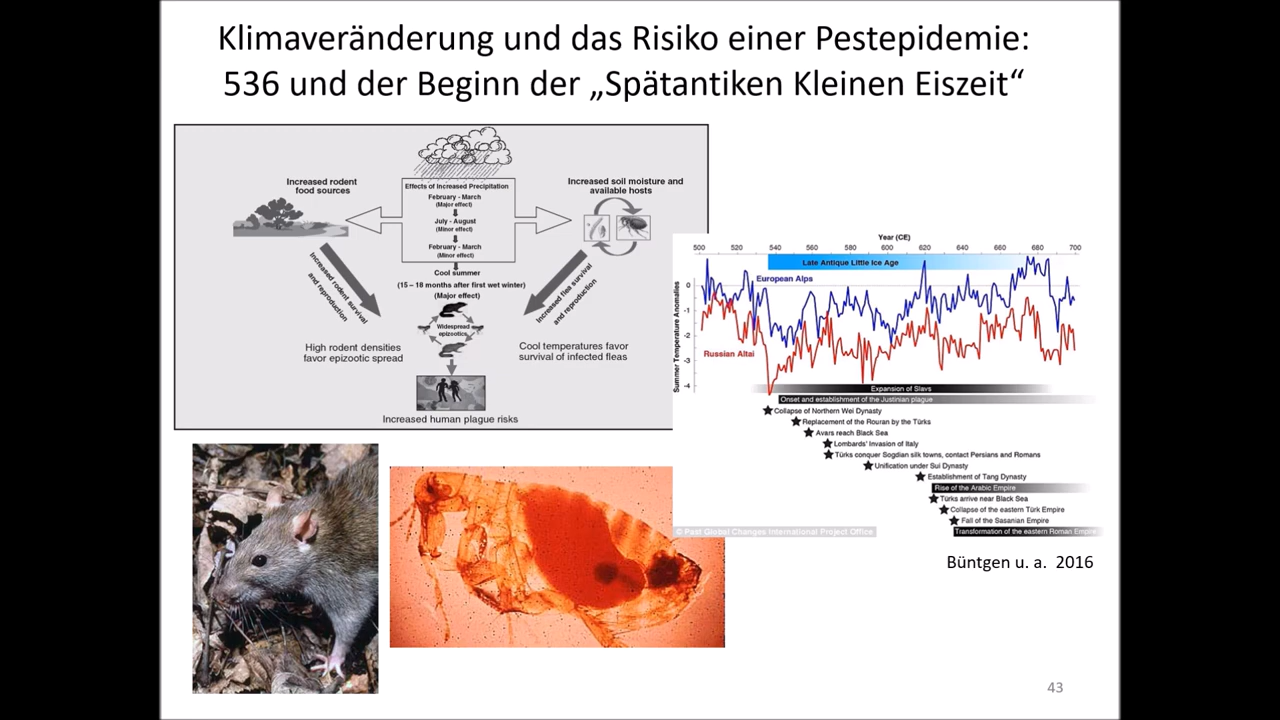 Klimaveränderung und das Risiko einer Pestepidemie:
536 und der Beginn der „Spätantiken Kleinen Eiszeit“
Increased rodent
food sources
Effects of Increased Precipitation
February - March
(Major effect)
July - August
(Minor effect)
February - March
(Minor effect)
Increased soil moisture and
available hosts
Increased rodent survival
and reproduction
Cool summer
(15 – 18 months after first wet winter)
(Major effect)
Increased flea survival
and reproduction
Widespread
epizootics
High rodent densities
favor epizootic spread
Cool temperatures favor
survival of infected fleas
Increased human plague risks
Year (CE)
500 520 540 560 580 600 620 640 660 680 700
Late Antique Little Ice Age
European Alps
Russian Altai
Summer Temperature Anomalies
0
-1
-2
-3
-4
Expansion of Slavs
Onset and establishment of the Justinian plague
Collapse of Northern Wei Dynasty
Replacement of the Rouran by the Türks
Avars reach Black Sea
Lombards' Invasion of Italy
Türks conquer Sogdian silk towns, contact Persians and Romans
Unification under Sui Dynasty
Establishment of Tang Dynasty
Rise of the Arabic Empire
Türks arrive near Black Sea
Collapse of the eastern Türk Empire
Fall of the Sasanian Empire
Transformation of the eastern Roman Empire
© Past Global Changes International Project Office
Büntgen u. a. 2016
43